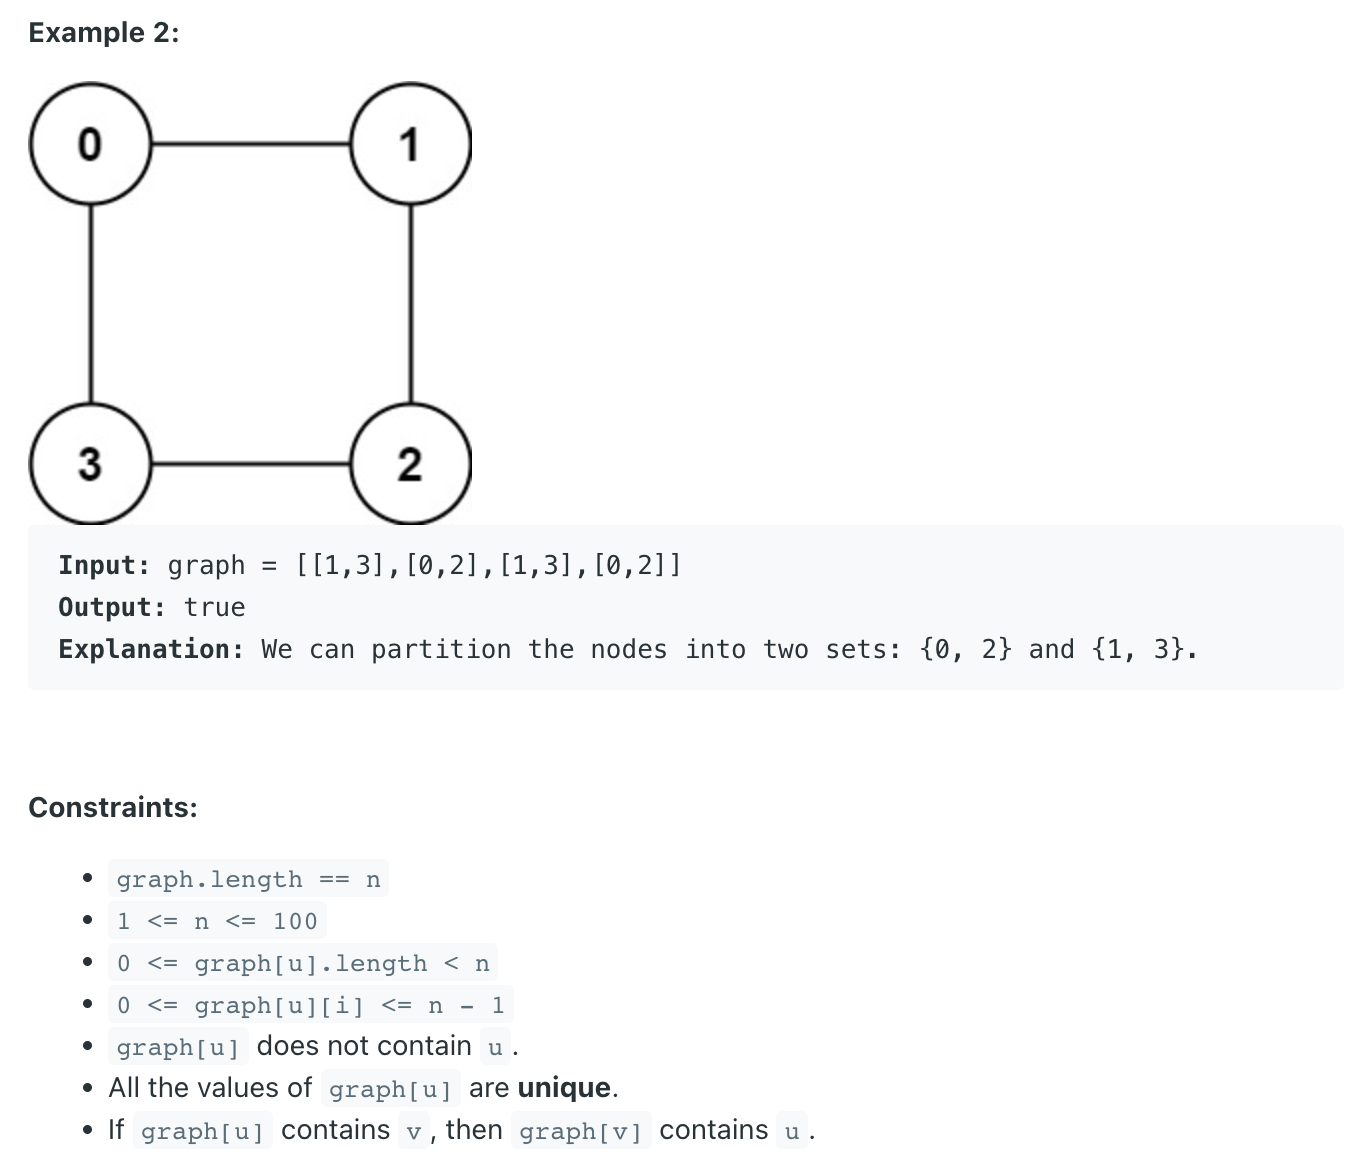 Example 2:
0 1
3 2
Input: graph = [[1,3],[0,2],[1,3],[0,2]]
Output: true
Explanation: We can partition the nodes into two sets: {0, 2} and {1, 3}.
Constraints:
• graph.length == n
• 1 <= n <= 100
• 0 <= graph[u].length < n
• 0 <= graph[u][i] <= n - 1
• graph[u] does not contain u.
• All the values of graph[u] are unique.
• If graph[u] contains v, then graph[v] contains u.